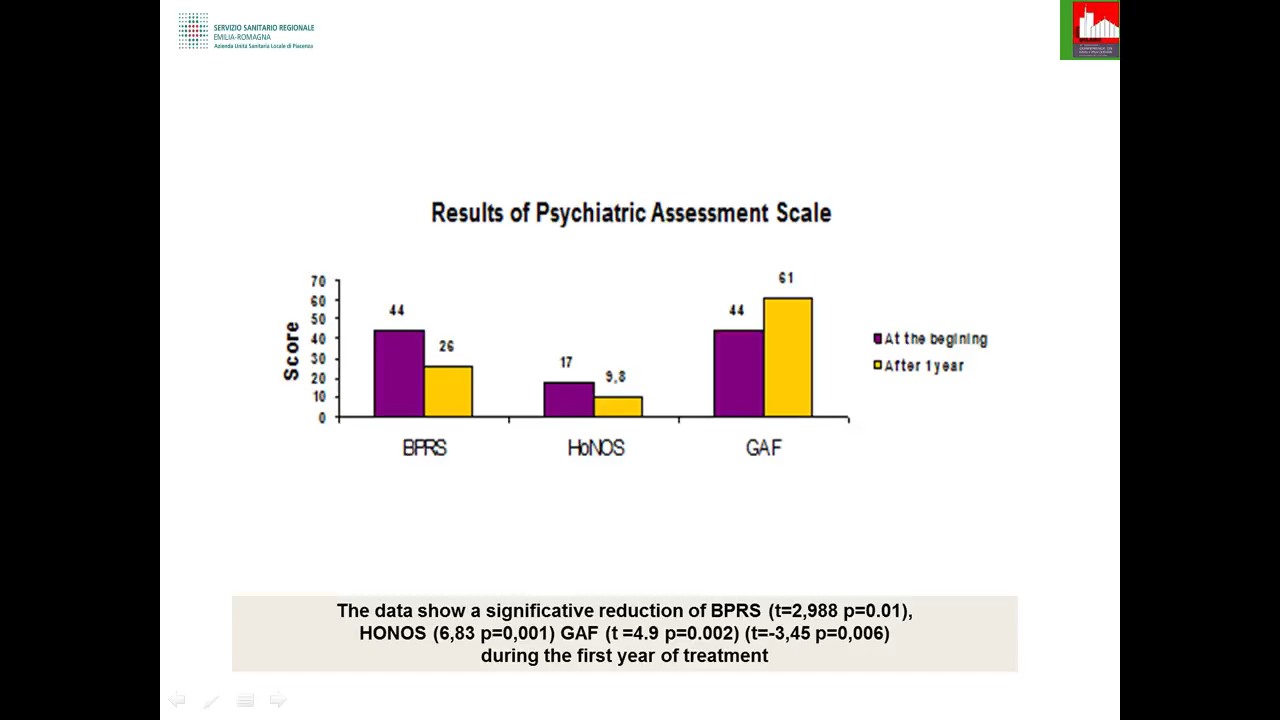 SERVIZIO SANITARIO REGIONALE
EMILIA-ROMAGNA
Azienda Unità Sanitaria Locale di Piacenza
Results of Psychiatric Assessment Scale
Score
70
60
50
40
30
20
10
0
44
26
17
9,8
44
61
BPRS
HoNOS
GAF
At the begining
After 1 year
The data show a significative reduction of BPRS (t=2,988 p=0.01),
HONOS (6,83 p=0,001) GAF (t =4.9 p=0.002) (t=-3,45 p=0,006)
during the first year of treatment